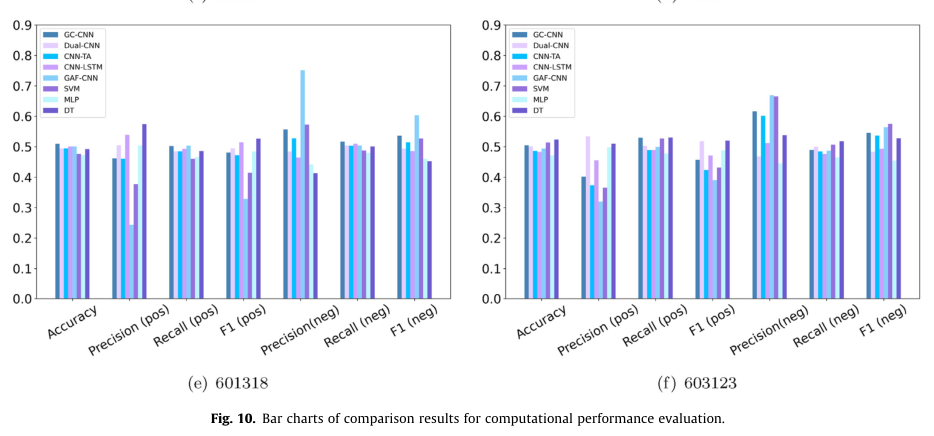 0.9
0.8
0.7
0.6
0.5
0.4
0.3
0.2
0.1
0.0
GC-CNN
Dual-CNN
CNN-TA
CNN-LSTM
GAF-CNN
SVM
MLP
DT
Accuracy
Precision (pos)
Recall (pos)
F1 (pos)
Precision(neg)
Recall (neg)
F1 (neg)
(e) 601318
0.9
0.8
0.7
0.6
0.5
0.4
0.3
0.2
0.1
0.0
GC-CNN
Dual-CNN
CNN-TA
CNN-LSTM
GAF-CNN
SVM
MLP
DT
Accuracy
Precision (pos)
Recall (pos)
F1 (pos)
Precision(neg)
Recall (neg)
F1 (neg)
(f) 603123
Fig. 10. Bar charts of comparison results for computational performance evaluation.